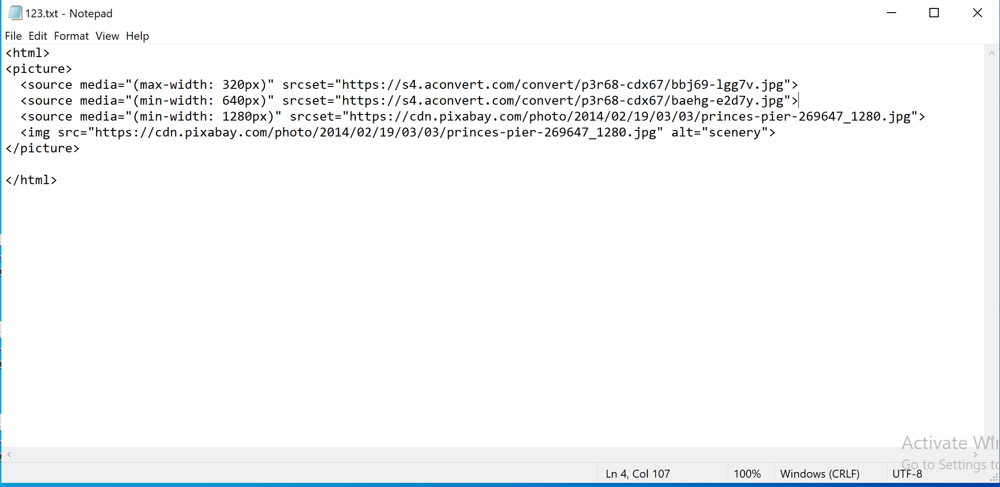 123.txt - Notepad
File Edit Format View Help
<html>
<picture>
  <source media="(max-width: 320px)" srcset="https://s4.aconvert.com/convert/p3r68-cdx67/bbj69-lgg7v.jpg">
  <source media="(min-width: 640px)" srcset="https://s4.aconvert.com/convert/p3r68-cdx67/baehg-e2d7y.jpg">
  <source media="(min-width: 1280px)" srcset="https://cdn.pixabay.com/photo/2014/02/19/03/03/princes-pier-269647_1280.jpg">
  <img src="https://cdn.pixabay.com/photo/2014/02/19/03/03/princes-pier-269647_1280.jpg" alt="scenery">
</picture>
</html>
Activate Win
Go to Settings to
Ln 4, Col 107 100% Windows (CRLF) UTF-8